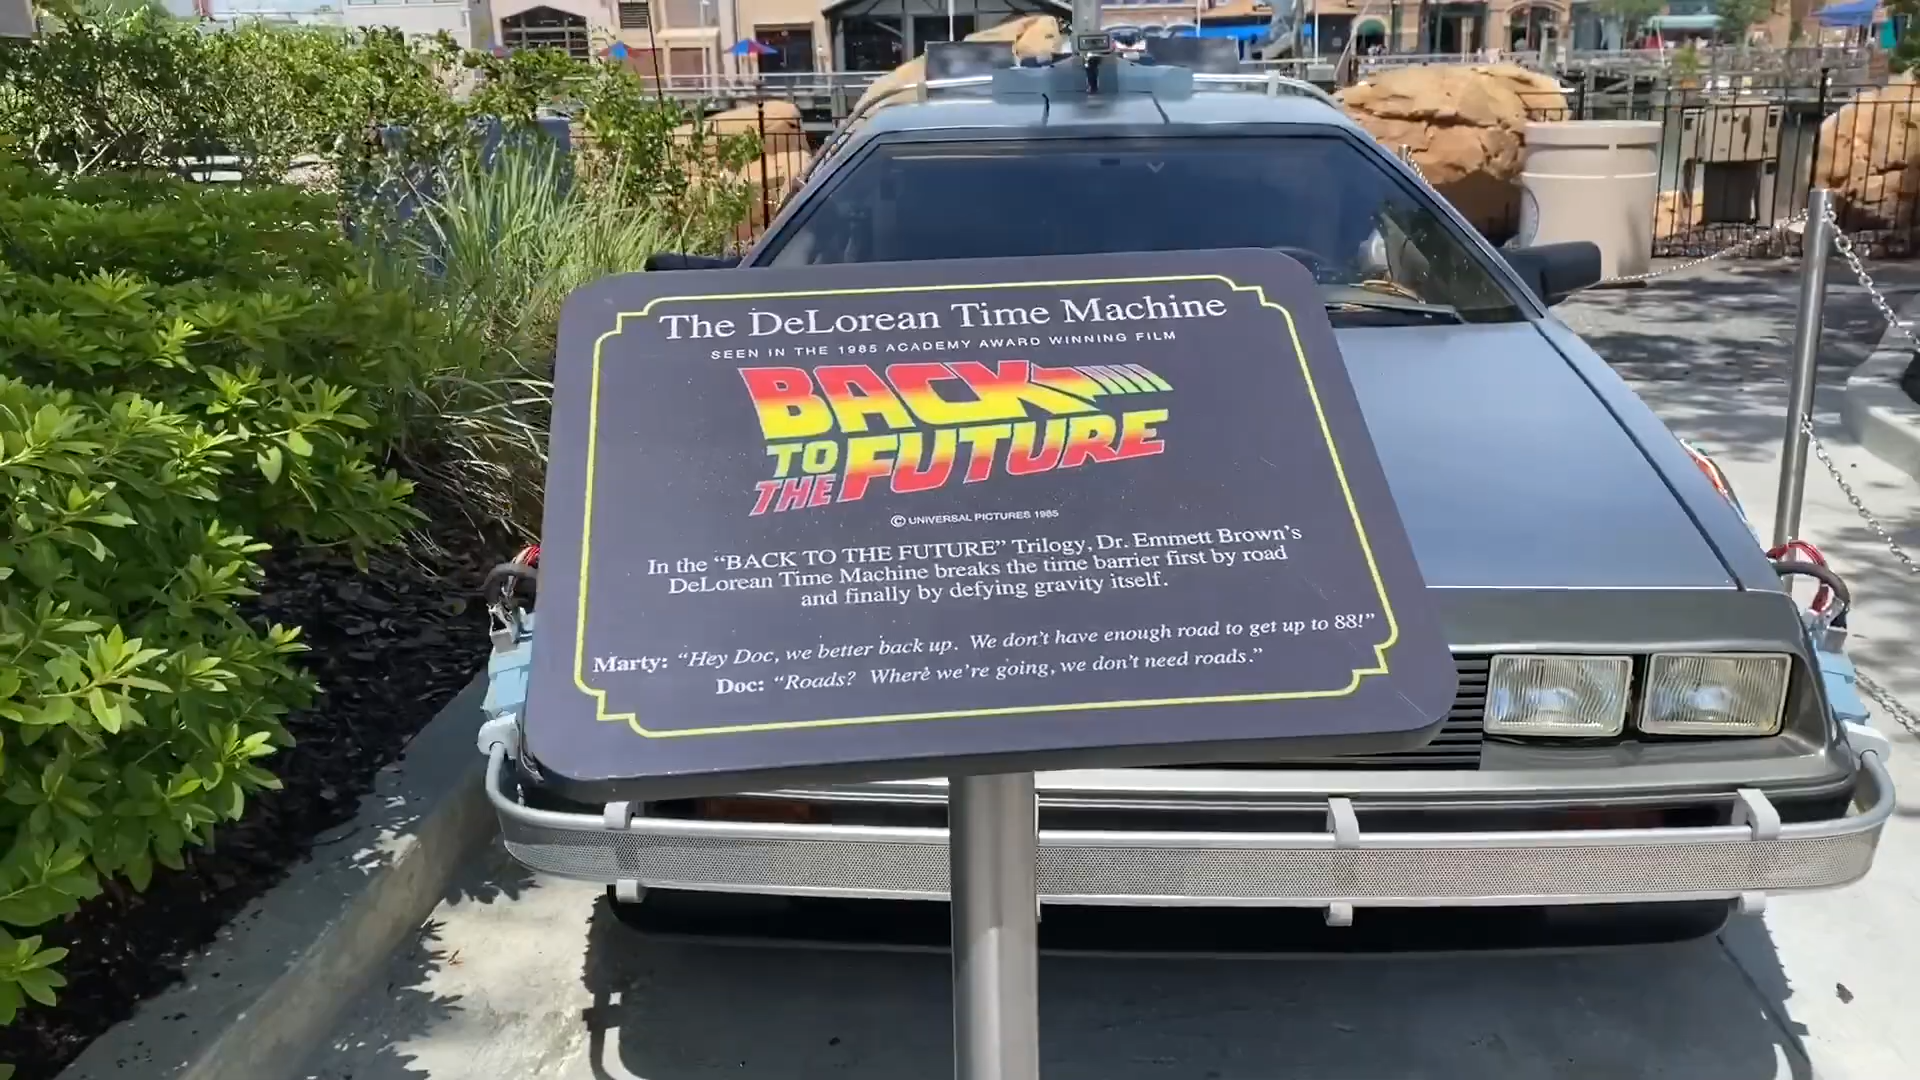 The DeLorean Time Machine
SEEN IN THE 1985 ACADEMY AWARD WINNING FILM
BACK
TO
THE FUTURE
© UNIVERSAL PICTURES 1985
In the “BACK TO THE FUTURE” Trilogy, Dr. Emmett Brown’s
DeLorean Time Machine breaks the time barrier first by road
and finally by defying gravity itself.
Marty: “Hey Doc, we better back up. We don’t have enough road to get up to 88!”
Doc: “Roads? Where we’re going, we don’t need roads.”